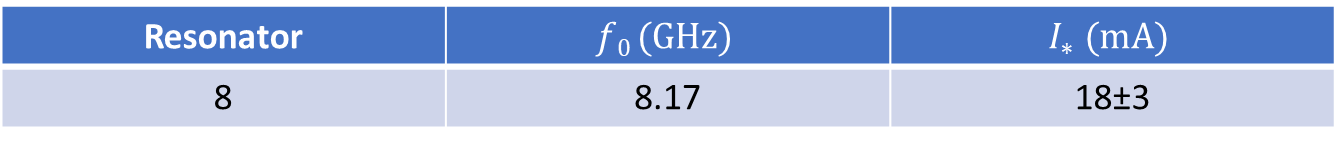 Resonator f₀ (GHz) I* (mA)
8 8.17 18±3